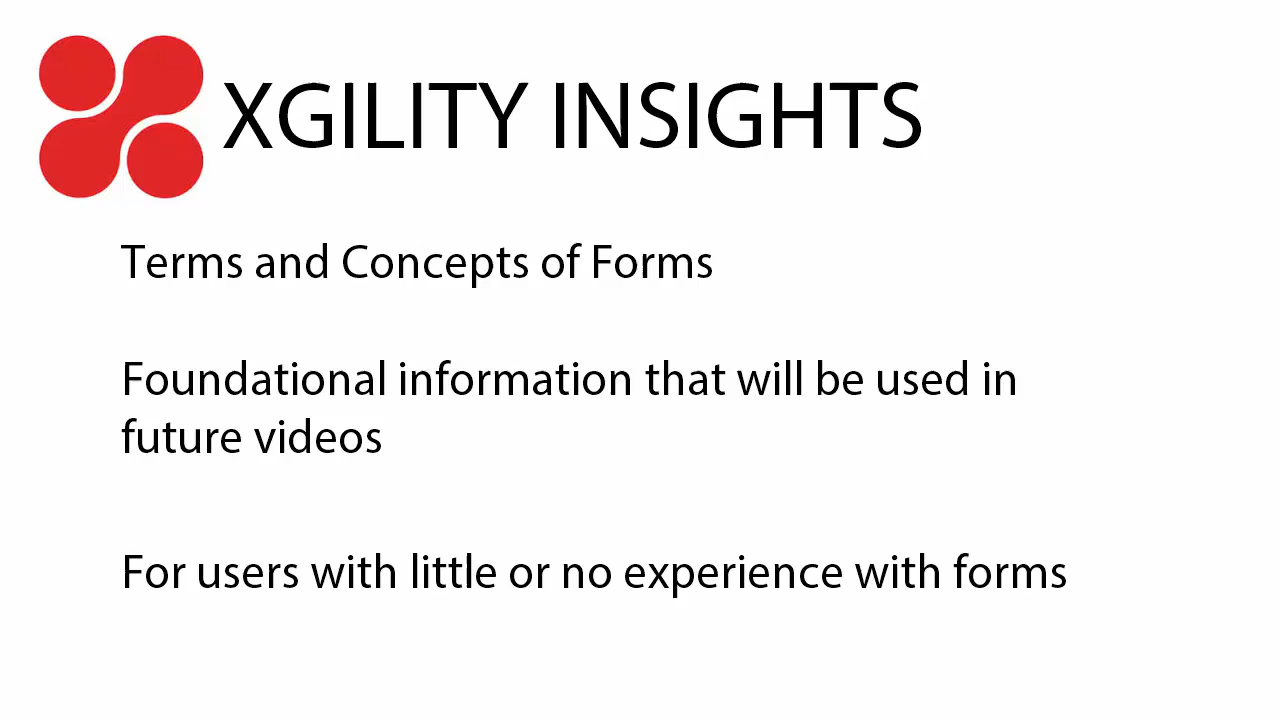 XGILITY INSIGHTS
Terms and Concepts of Forms
Foundational information that will be used in
future videos
For users with little or no experience with forms